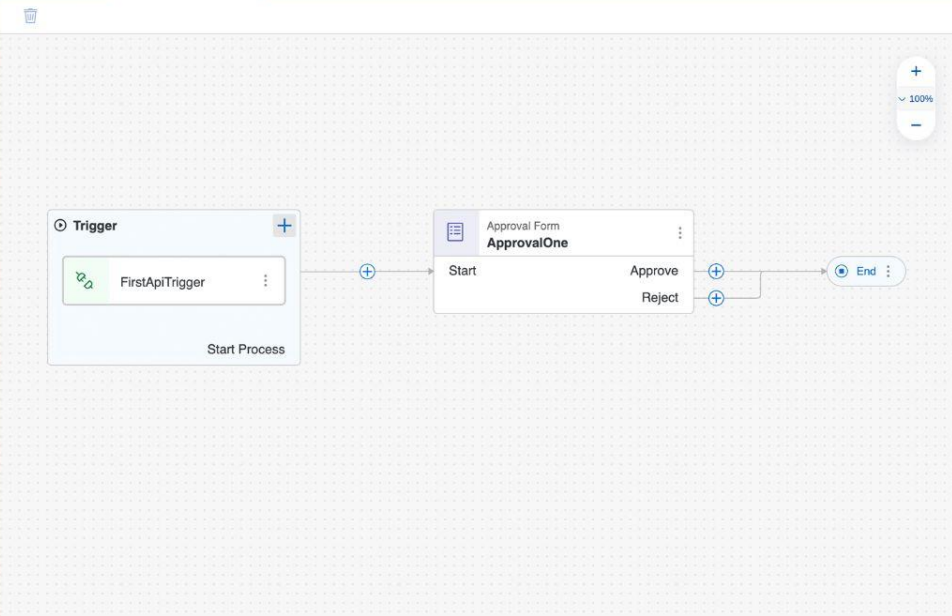 100%
Trigger
FirstApiTrigger
Start Process
Approval Form
ApprovalOne
Start
Approve
Reject
End